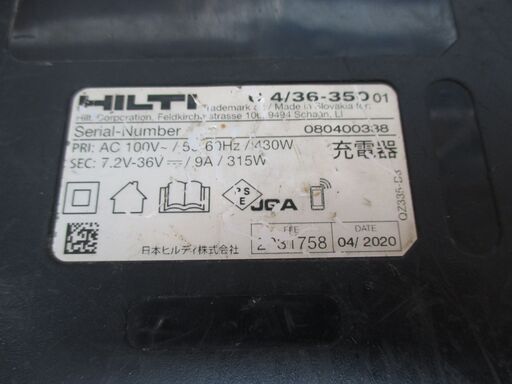 HILTI 4/36-350 01
Trademark of / Made in Slovakia for:
Hilti Corporation, Feldkircherstrasse 100, 9494 Schaan, LI
Serial-Number 080400338
PRI: AC 100V~ / 50-60Hz / 430W 充電器
SEC: 7.2V-36V / 9A / 315W
PSE JQA
日本ヒルティ株式会社 2031758 04/2020